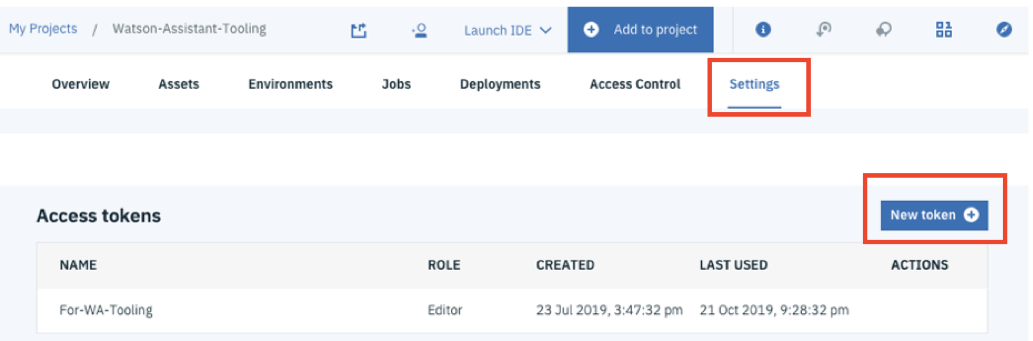 My Projects / Watson-Assistant-Tooling Launch IDE Add to project
Overview Assets Environments Jobs Deployments Access Control Settings
Access tokens New token
NAME ROLE CREATED LAST USED ACTIONS
For-WA-Tooling Editor 23 Jul 2019, 3:47:32 pm 21 Oct 2019, 9:28:32 pm